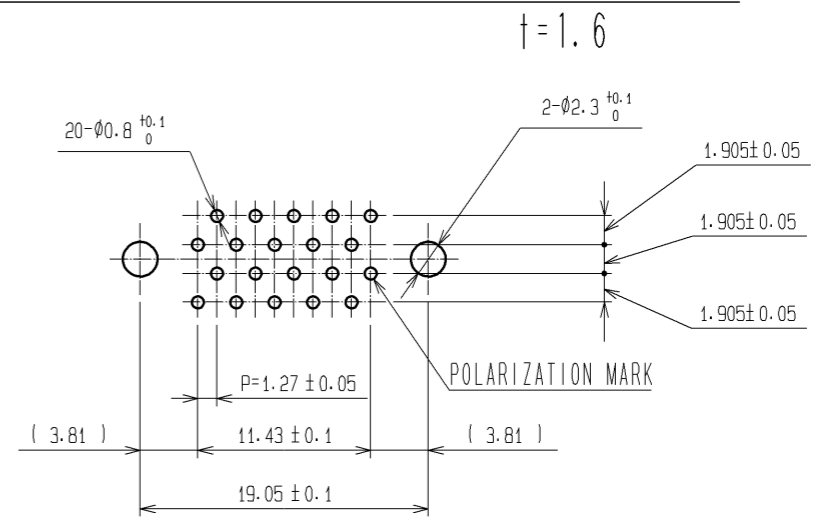 t=1.6
2-Ø2.3 +0.1 0
20-Ø0.8 +0.1 0
1.905±0.05
1.905±0.05
1.905±0.05
POLARIZATION MARK
P=1.27±0.05
( 3.81 )
11.43±0.1
( 3.81 )
19.05±0.1